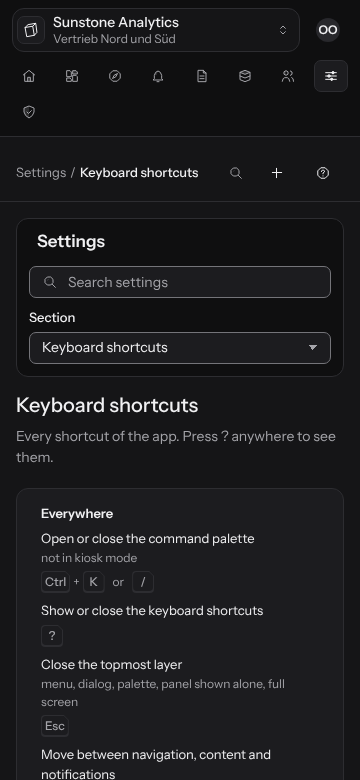 Sunstone Analytics
Vertrieb Nord und Süd
OO
Settings / Keyboard shortcuts
Settings
Search settings
Section
Keyboard shortcuts
Keyboard shortcuts
Every shortcut of the app. Press ? anywhere to see
them.
Everywhere
Open or close the command palette
not in kiosk mode
Ctrl + K or /
Show or close the keyboard shortcuts
?
Close the topmost layer
menu, dialog, palette, panel shown alone, full
screen
Esc
Move between navigation, content and
notifications